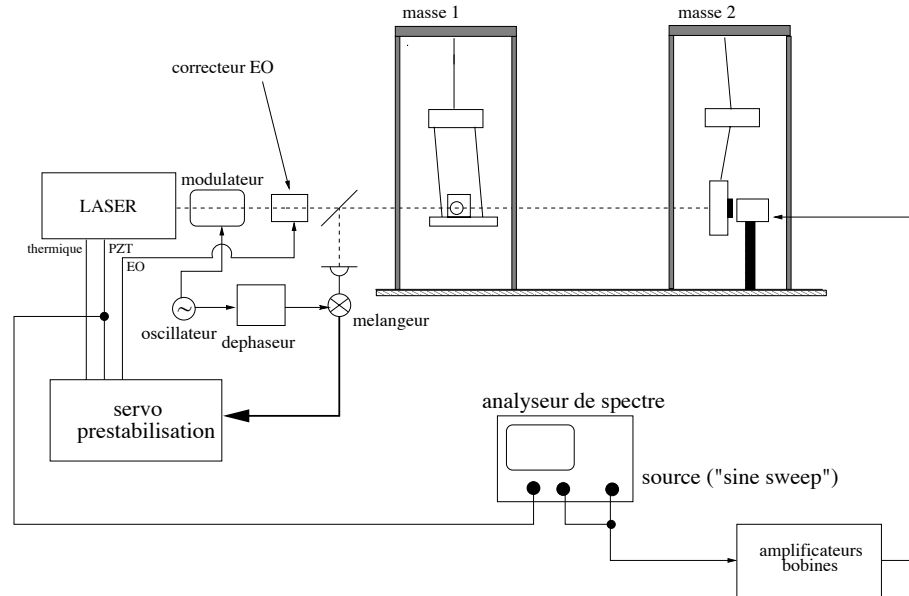 masse 1
masse 2
correcteur EO
modulateur
LASER
thermique
PZT
EO
oscillateur
dephaseur
melangeur
servo
prestabilisation
analyseur de spectre
source ("sine sweep")
amplificateurs
bobines